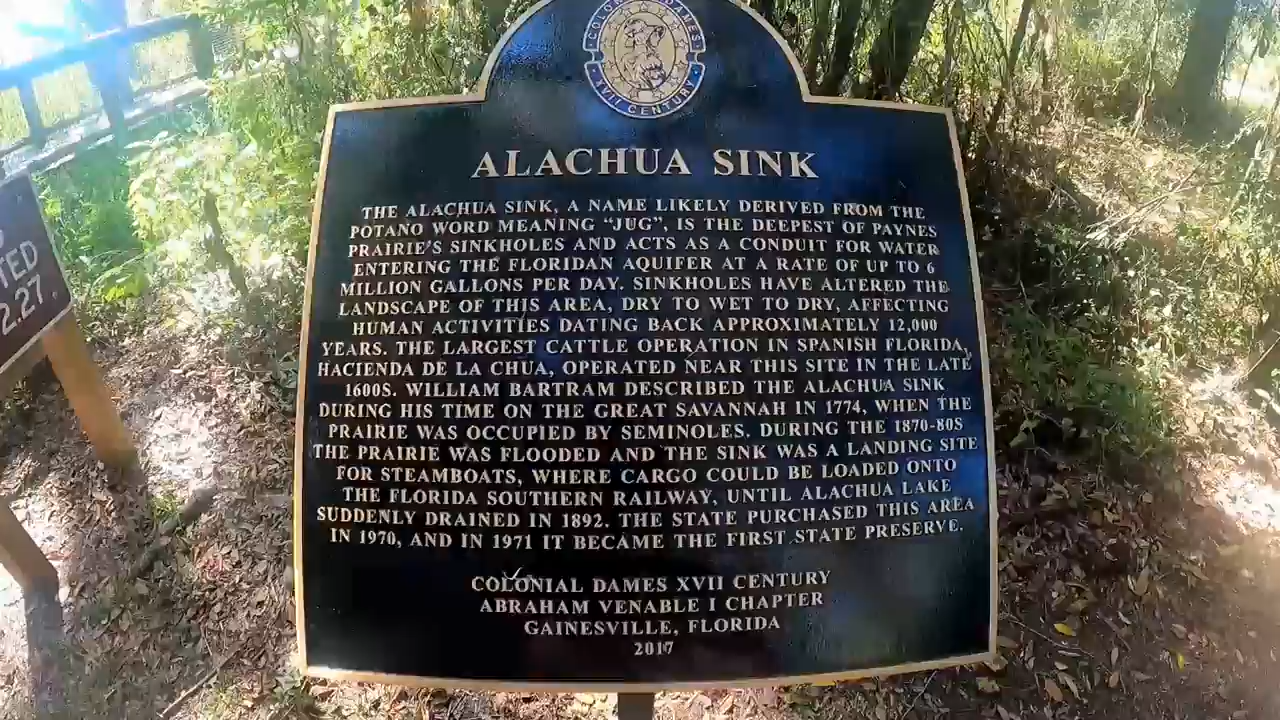 COLONIAL DAMES
XVII CENTURY
ALACHUA SINK
THE ALACHUA SINK, A NAME LIKELY DERIVED FROM THE
POTANO WORD MEANING “JUG”, IS THE DEEPEST OF PAYNES
PRAIRIE'S SINKHOLES AND ACTS AS A CONDUIT FOR WATER
ENTERING THE FLORIDAN AQUIFER AT A RATE OF UP TO 6
MILLION GALLONS PER DAY. SINKHOLES HAVE ALTERED THE
LANDSCAPE OF THIS AREA, DRY TO WET TO DRY, AFFECTING
HUMAN ACTIVITIES DATING BACK APPROXIMATELY 12,000
YEARS. THE LARGEST CATTLE OPERATION IN SPANISH FLORIDA,
HACIENDA DE LA CHUA, OPERATED NEAR THIS SITE IN THE LATE
1600S. WILLIAM BARTRAM DESCRIBED THE ALACHUA SINK
DURING HIS TIME ON THE GREAT SAVANNAH IN 1774, WHEN THE
PRAIRIE WAS OCCUPIED BY SEMINOLES. DURING THE 1870-80S
THE PRAIRIE WAS FLOODED AND THE SINK WAS A LANDING SITE
FOR STEAMBOATS, WHERE CARGO COULD BE LOADED ONTO
THE FLORIDA SOUTHERN RAILWAY, UNTIL ALACHUA LAKE
SUDDENLY DRAINED IN 1892. THE STATE PURCHASED THIS AREA
IN 1970, AND IN 1971 IT BECAME THE FIRST STATE PRESERVE.
COLONIAL DAMES XVII CENTURY
ABRAHAM VENABLE I CHAPTER
GAINESVILLE, FLORIDA
2017
TED
2.27